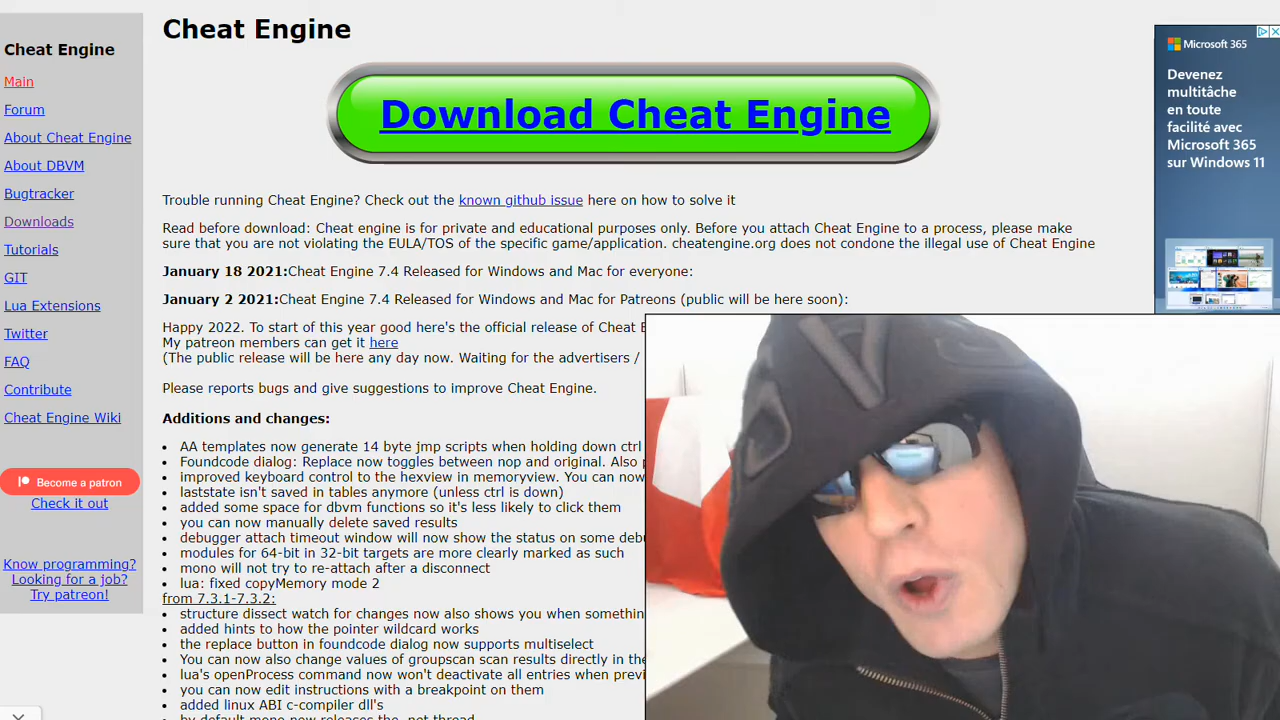 Cheat Engine
Main
Forum
About Cheat Engine
About DBVM
Bugtracker
Downloads
Tutorials
GIT
Lua Extensions
Twitter
FAQ
Contribute
Cheat Engine Wiki
Become a patron
Check it out
Know programming?
Looking for a job?
Try patreon!
Cheat Engine
Download Cheat Engine
Trouble running Cheat Engine? Check out the known github issue here on how to solve it
Read before download: Cheat engine is for private and educational purposes only. Before you attach Cheat Engine to a process, please make
sure that you are not violating the EULA/TOS of the specific game/application. cheatengine.org does not condone the illegal use of Cheat Engine
January 18 2021:Cheat Engine 7.4 Released for Windows and Mac for everyone:
January 2 2021:Cheat Engine 7.4 Released for Windows and Mac for Patreons (public will be here soon):
Happy 2022. To start of this year good here's the official release of Cheat E
My patreon members can get it here
(The public release will be here any day now. Waiting for the advertisers /
Please reports bugs and give suggestions to improve Cheat Engine.
Additions and changes:
• AA templates now generate 14 byte jmp scripts when holding down ctrl
• Foundcode dialog: Replace now toggles between nop and original. Also
• improved keyboard control to the hexview in memoryview. You can now
• laststate isn't saved in tables anymore (unless ctrl is down)
• added some space for dbvm functions so it's less likely to click them
• you can now manually delete saved results
• debugger attach timeout window will now show the status on some debu
• modules for 64-bit in 32-bit targets are more clearly marked as such
• mono will not try to re-attach after a disconnect
• lua: fixed copyMemory mode 2
from 7.3.1-7.3.2:
• structure dissect watch for changes now also shows you when somethin
• added hints to how the pointer wildcard works
• the replace button in foundcode dialog now supports multiselect
• You can now also change values of groupscan scan results directly in the
• lua's openProcess command now won't deactivate all entries when previ
• you can now edit instructions with a breakpoint on them
• added linux ABI c-compiler dll's
• by default mono now releases the .net thread
Microsoft 365
Devenez
multitâche
en toute
facilité avec
Microsoft 365
sur Windows 11